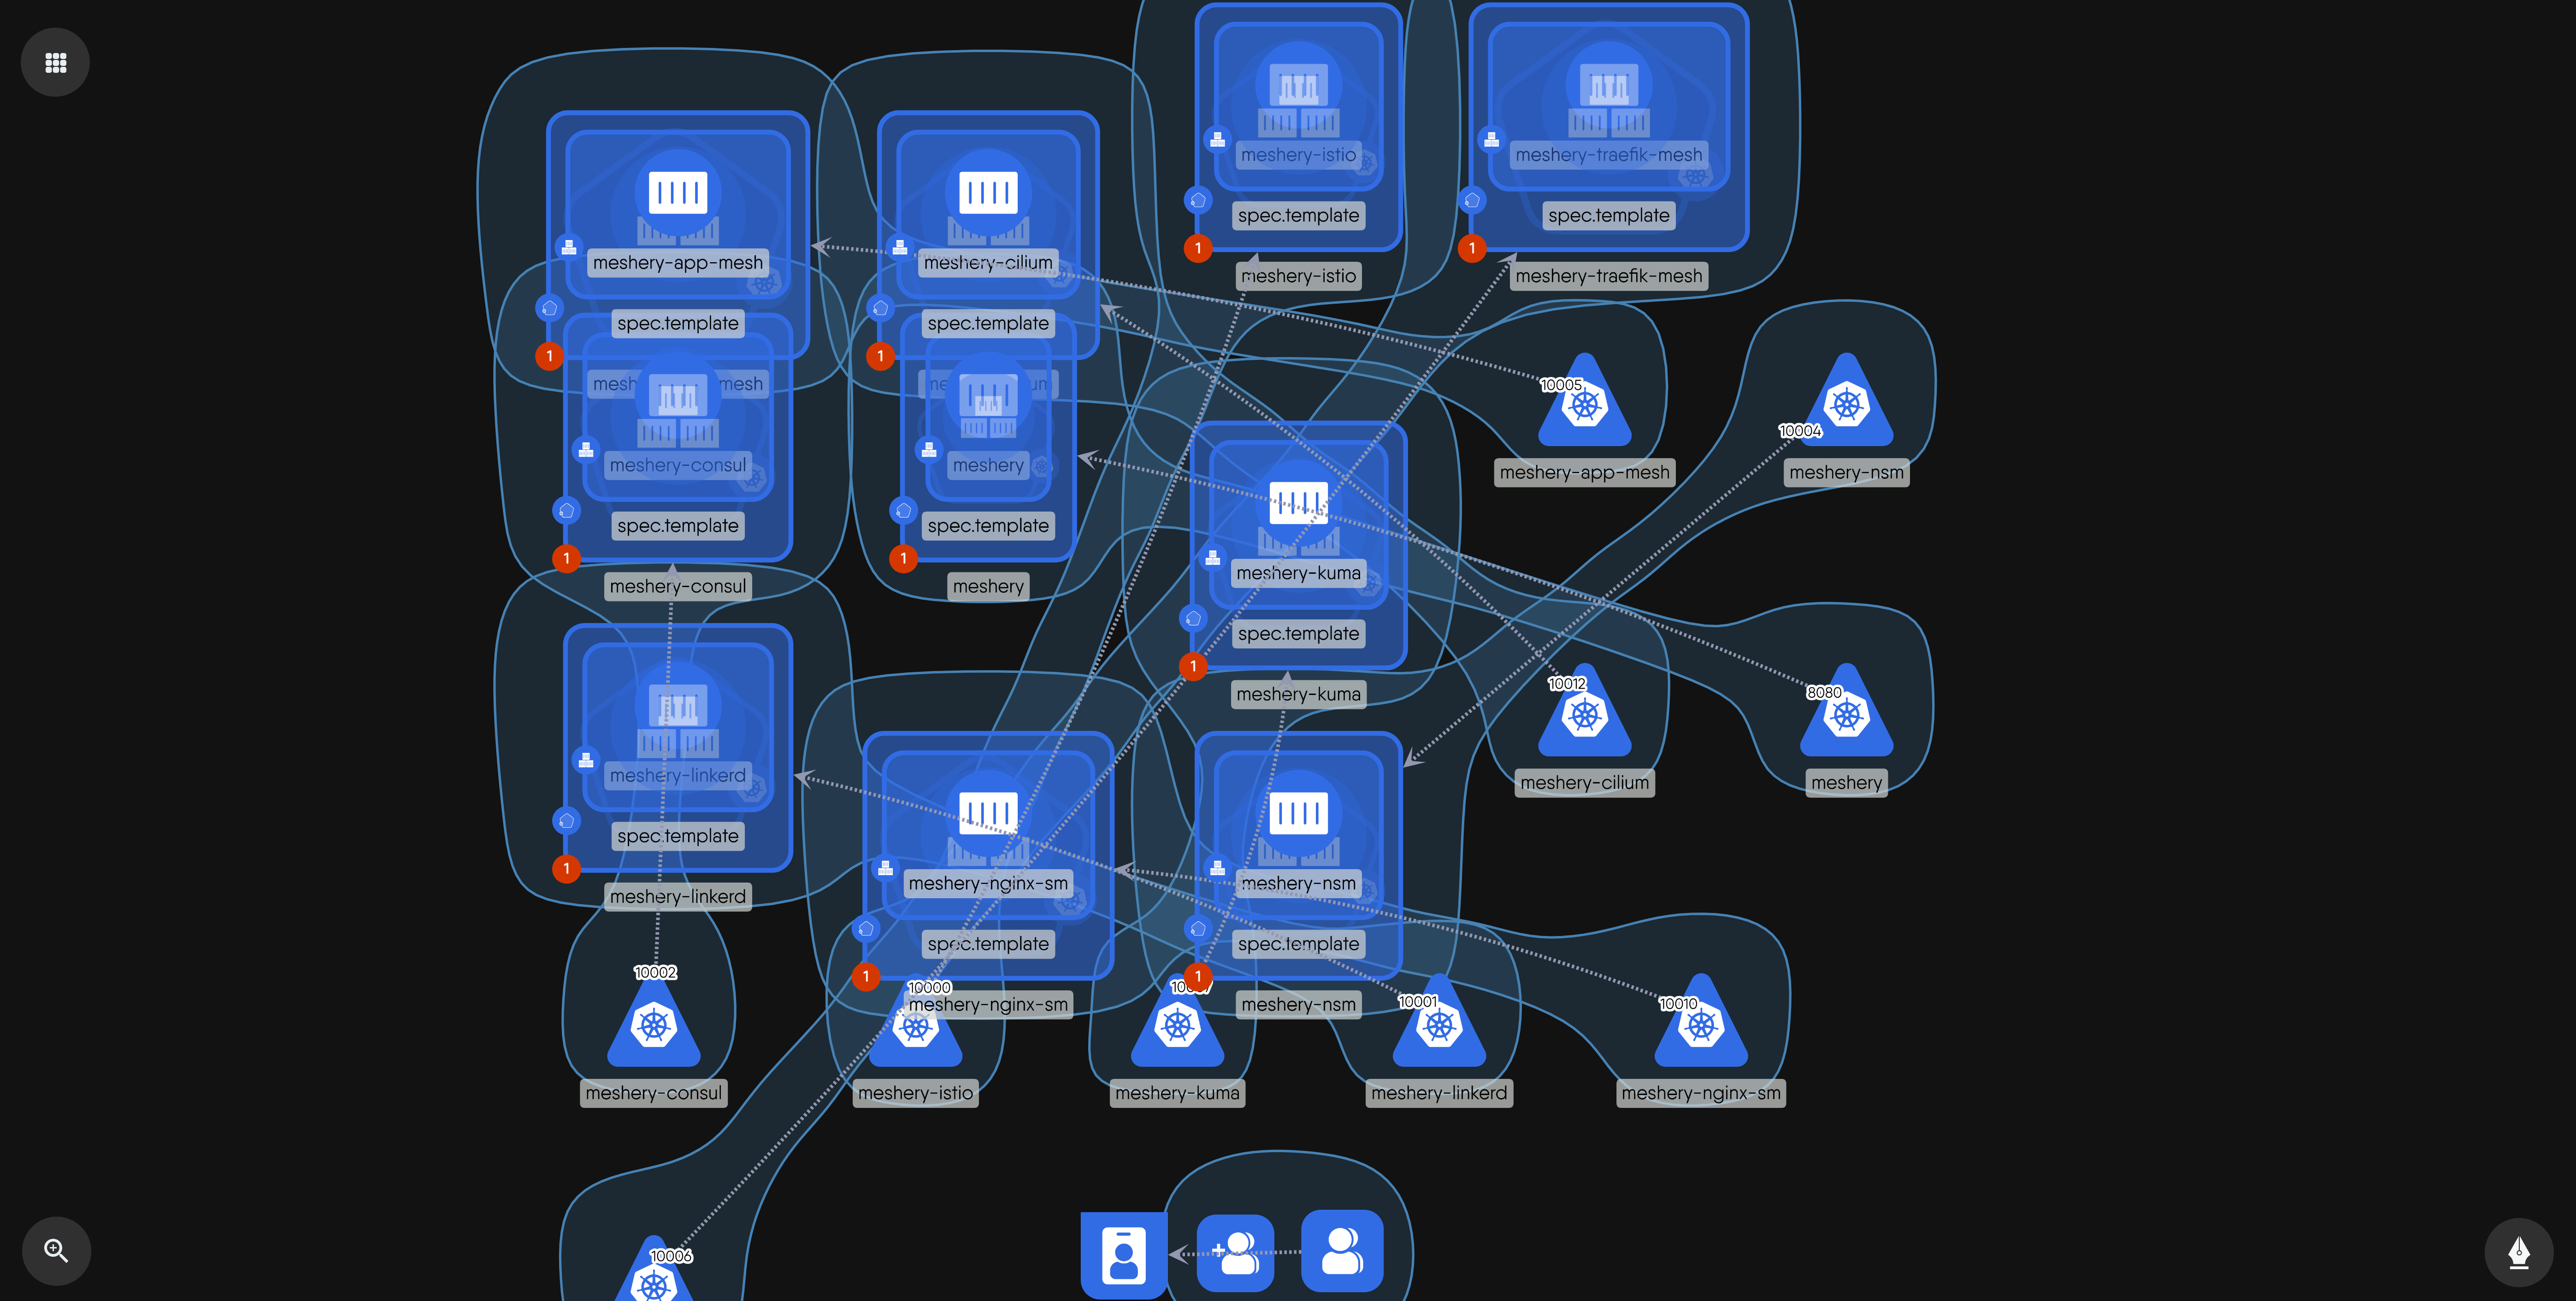 meshery-istio
meshery-traefik-mesh
spec.template
spec.template
1
1
meshery-istio
meshery-traefik-mesh
meshery-app-mesh
meshery-cilium
spec.template
spec.template
1
1
10005
meshery-app-mesh
10004
meshery-nsm
meshery-consul
meshery
spec.template
spec.template
1
1
meshery-consul
meshery
meshery-kuma
spec.template
1
meshery-kuma
10012
meshery-cilium
8080
meshery
meshery-linkerd
spec.template
1
meshery-linkerd
meshery-nginx-sm
meshery-nsm
spec.template
spec.template
1
1
meshery-nginx-sm
meshery-nsm
10002
10000
10001
10010
meshery-consul
meshery-istio
meshery-kuma
meshery-linkerd
meshery-nginx-sm
10006